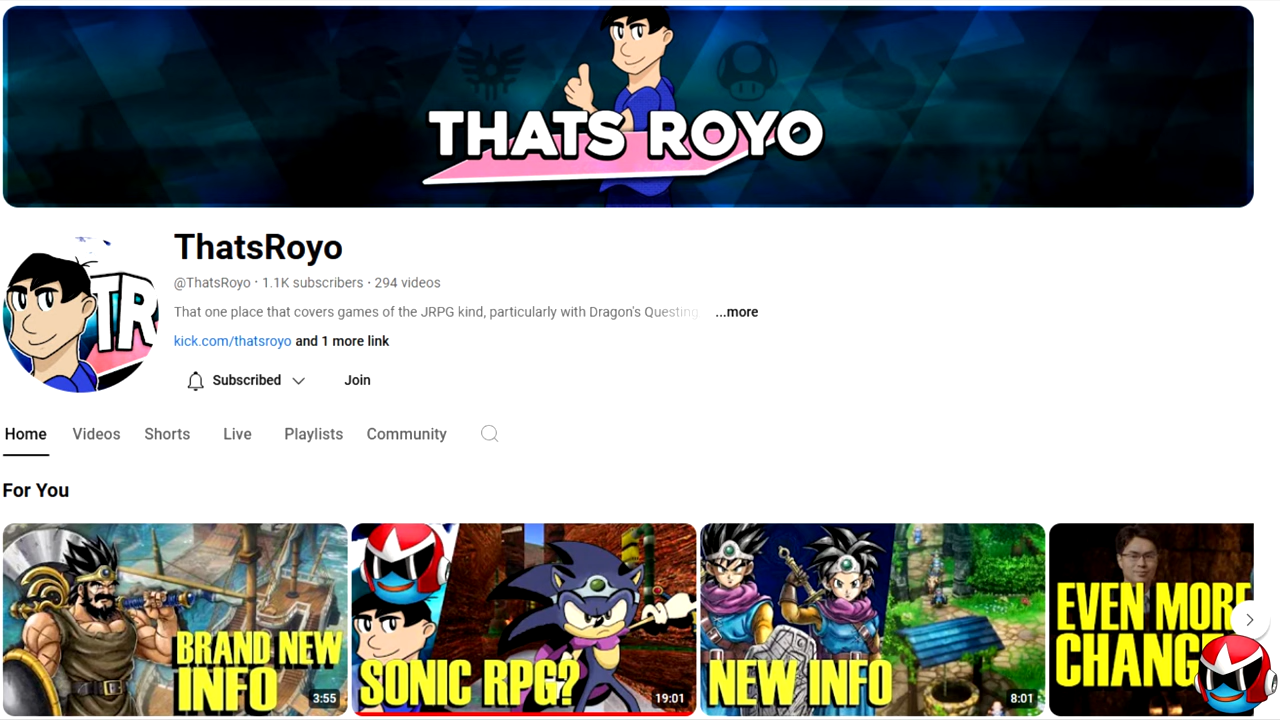 THATS ROYO
ThatsRoyo
@ThatsRoyo · 1.1K subscribers · 294 videos
That one place that covers games of the JRPG kind, particularly with Dragon's Questing ...more
kick.com/thatsroyo and 1 more link
Subscribed Join
Home Videos Shorts Live Playlists Community
For You
TR
BRAND NEW
INFO
3:55
SONIC RPG?
19:01
NEW INFO
8:01
EVEN MORE
CHANG